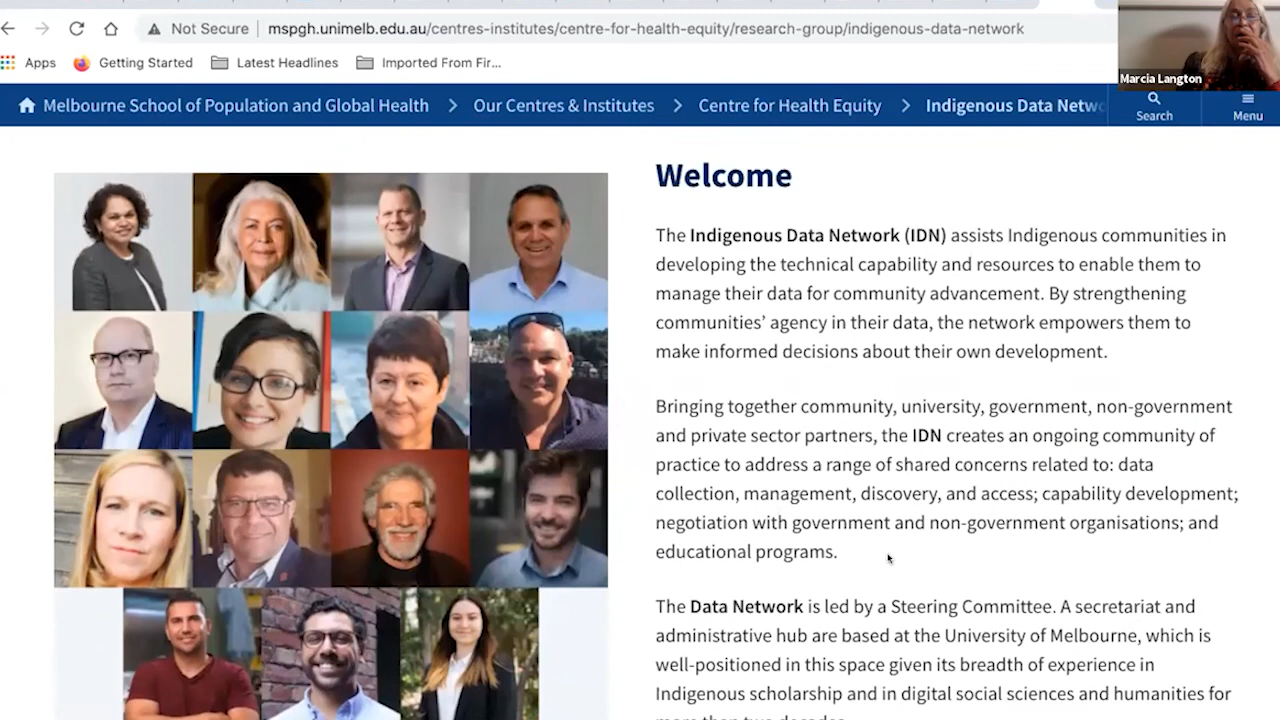 Not Secure mspgh.unimelb.edu.au/centres-institutes/centre-for-health-equity/research-group/indigenous-data-network
Apps Getting Started Latest Headlines Imported From Fir...
Marcia Langton
Melbourne School of Population and Global Health > Our Centres & Institutes > Centre for Health Equity > Indigenous Data Netwo
Search
Menu
Welcome
The Indigenous Data Network (IDN) assists Indigenous communities in
developing the technical capability and resources to enable them to
manage their data for community advancement. By strengthening
communities' agency in their data, the network empowers them to
make informed decisions about their own development.
Bringing together community, university, government, non-government
and private sector partners, the IDN creates an ongoing community of
practice to address a range of shared concerns related to: data
collection, management, discovery, and access; capability development;
negotiation with government and non-government organisations; and
educational programs.
The Data Network is led by a Steering Committee. A secretariat and
administrative hub are based at the University of Melbourne, which is
well-positioned in this space given its breadth of experience in
Indigenous scholarship and in digital social sciences and humanities for
more than two decades.